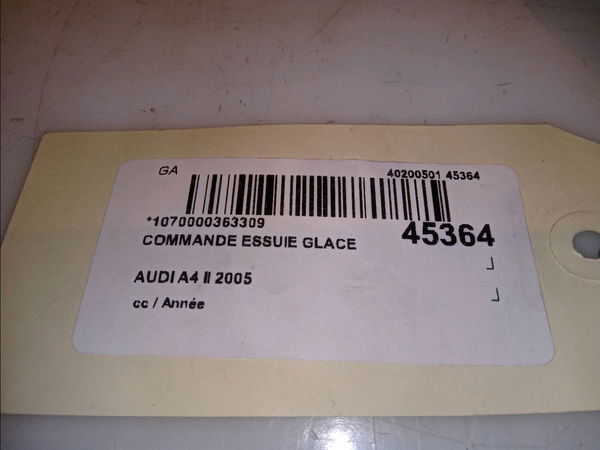 GA 40200501 45364
*1070000363309
COMMANDE ESSUIE GLACE 45364
AUDI A4 II 2005
cc / Année